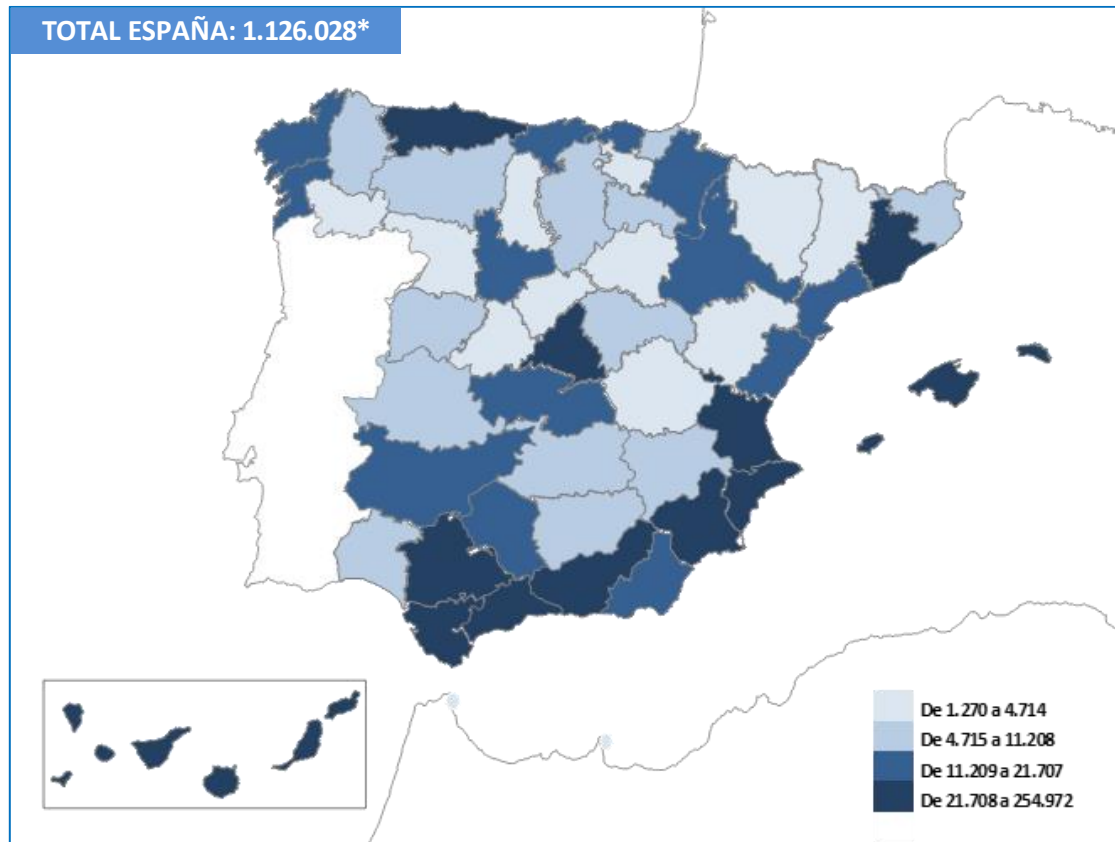 TOTAL ESPAÑA: 1.126.028*
De 1.270 a 4.714
De 4.715 a 11.208
De 11.209 a 21.707
De 21.708 a 254.972